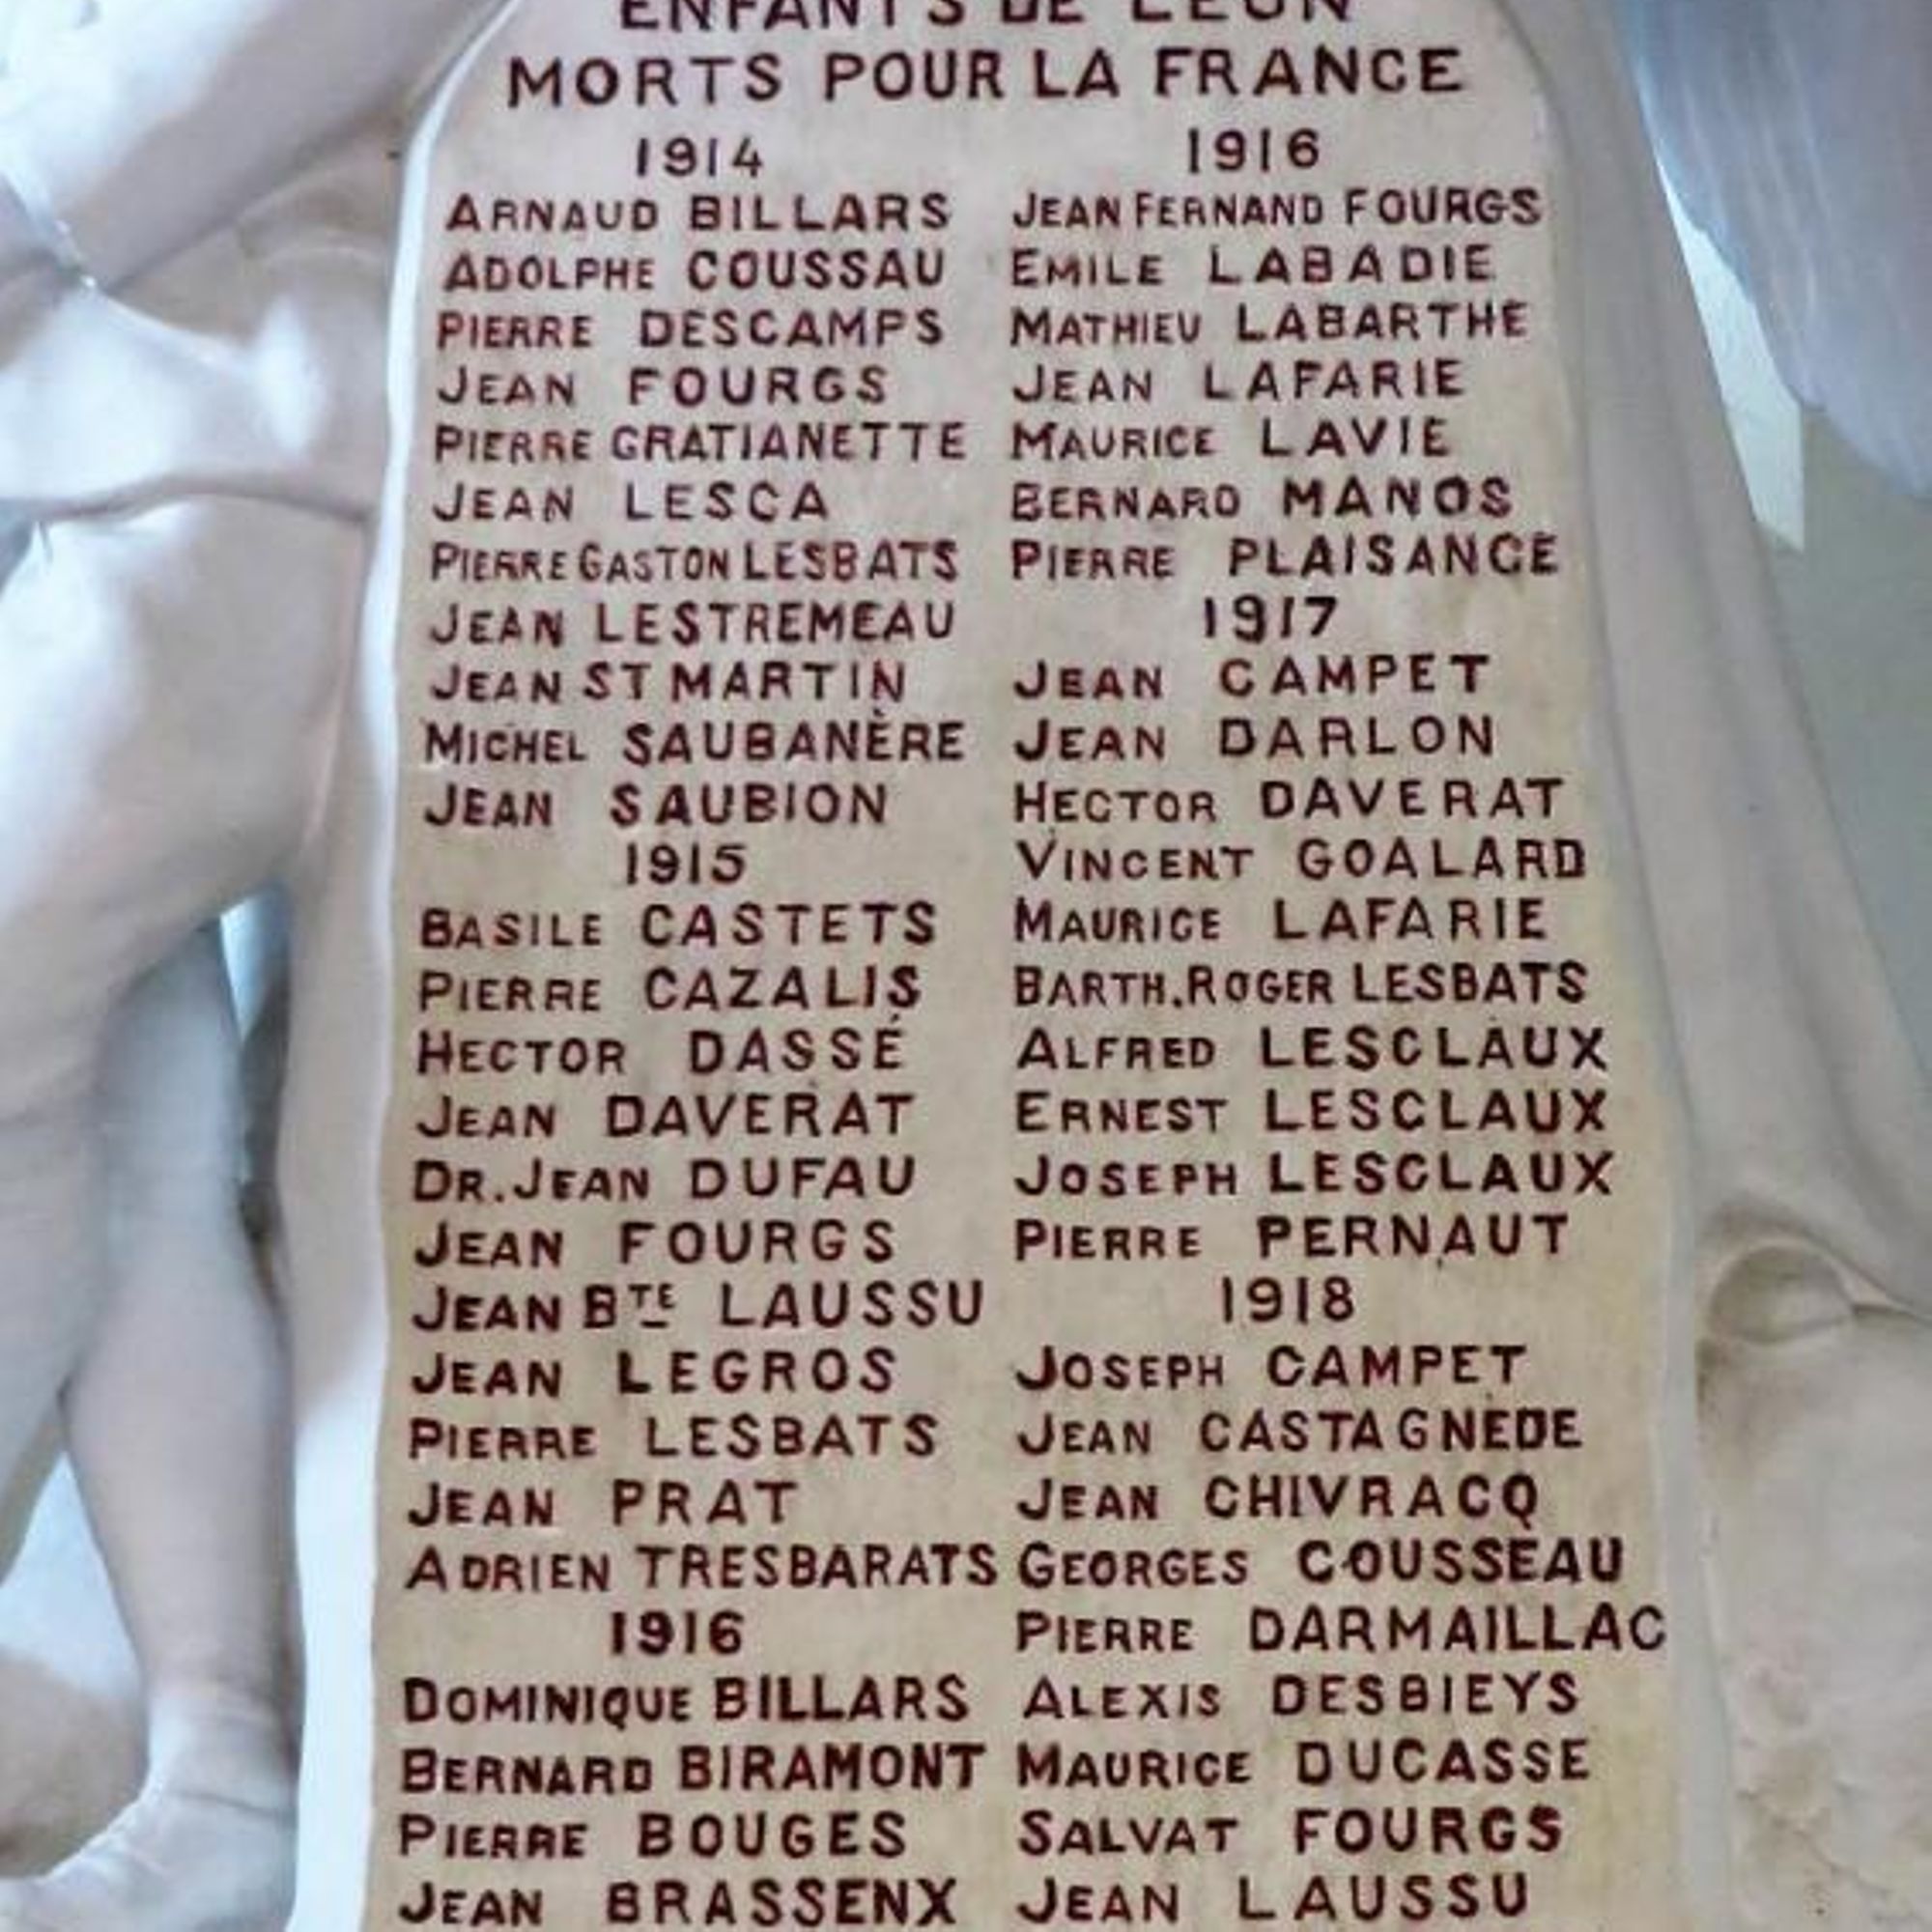 ENFANTS DE LEON
MORTS POUR LA FRANCE
1914
ARNAUD BILLARS
ADOLPHE COUSSAU
PIERRE DESCAMPS
JEAN FOURGS
PIERRE GRATIANETTE
JEAN LESCA
PIERRE GASTON LESBATS
JEAN LESTREMEAU
JEAN ST MARTIN
MICHEL SAUBANÈRE
JEAN SAUBION
1915
BASILE CASTETS
PIERRE CAZALIS
HECTOR DASSÉ
JEAN DAVERAT
DR. JEAN DUFAU
JEAN FOURGS
JEAN BTE LAUSSU
JEAN LEGROS
PIERRE LESBATS
JEAN PRAT
ADRIEN TRESBARATS
1916
DOMINIQUE BILLARS
BERNARD BIRAMONT
PIERRE BOUGES
JEAN BRASSENX
1916
JEAN FERNAND FOURGS
EMILE LABADIE
MATHIEU LABARTHE
JEAN LAFARIE
MAURICE LAVIE
BERNARD MANOS
PIERRE PLAISANCE
1917
JEAN CAMPET
JEAN DARLON
HECTOR DAVERAT
VINCENT GOALARD
MAURICE LAFARIE
BARTH. ROGER LESBATS
ALFRED LESCLAUX
ERNEST LESCLAUX
JOSEPH LESCLAUX
PIERRE PERNAUT
1918
JOSEPH CAMPET
JEAN CASTAGNEDE
JEAN CHIVRACQ
GEORGES COUSSEAU
PIERRE DARMAILLAC
ALEXIS DESBIEYS
MAURICE DUCASSE
SALVAT FOURGS
JEAN LAUSSU